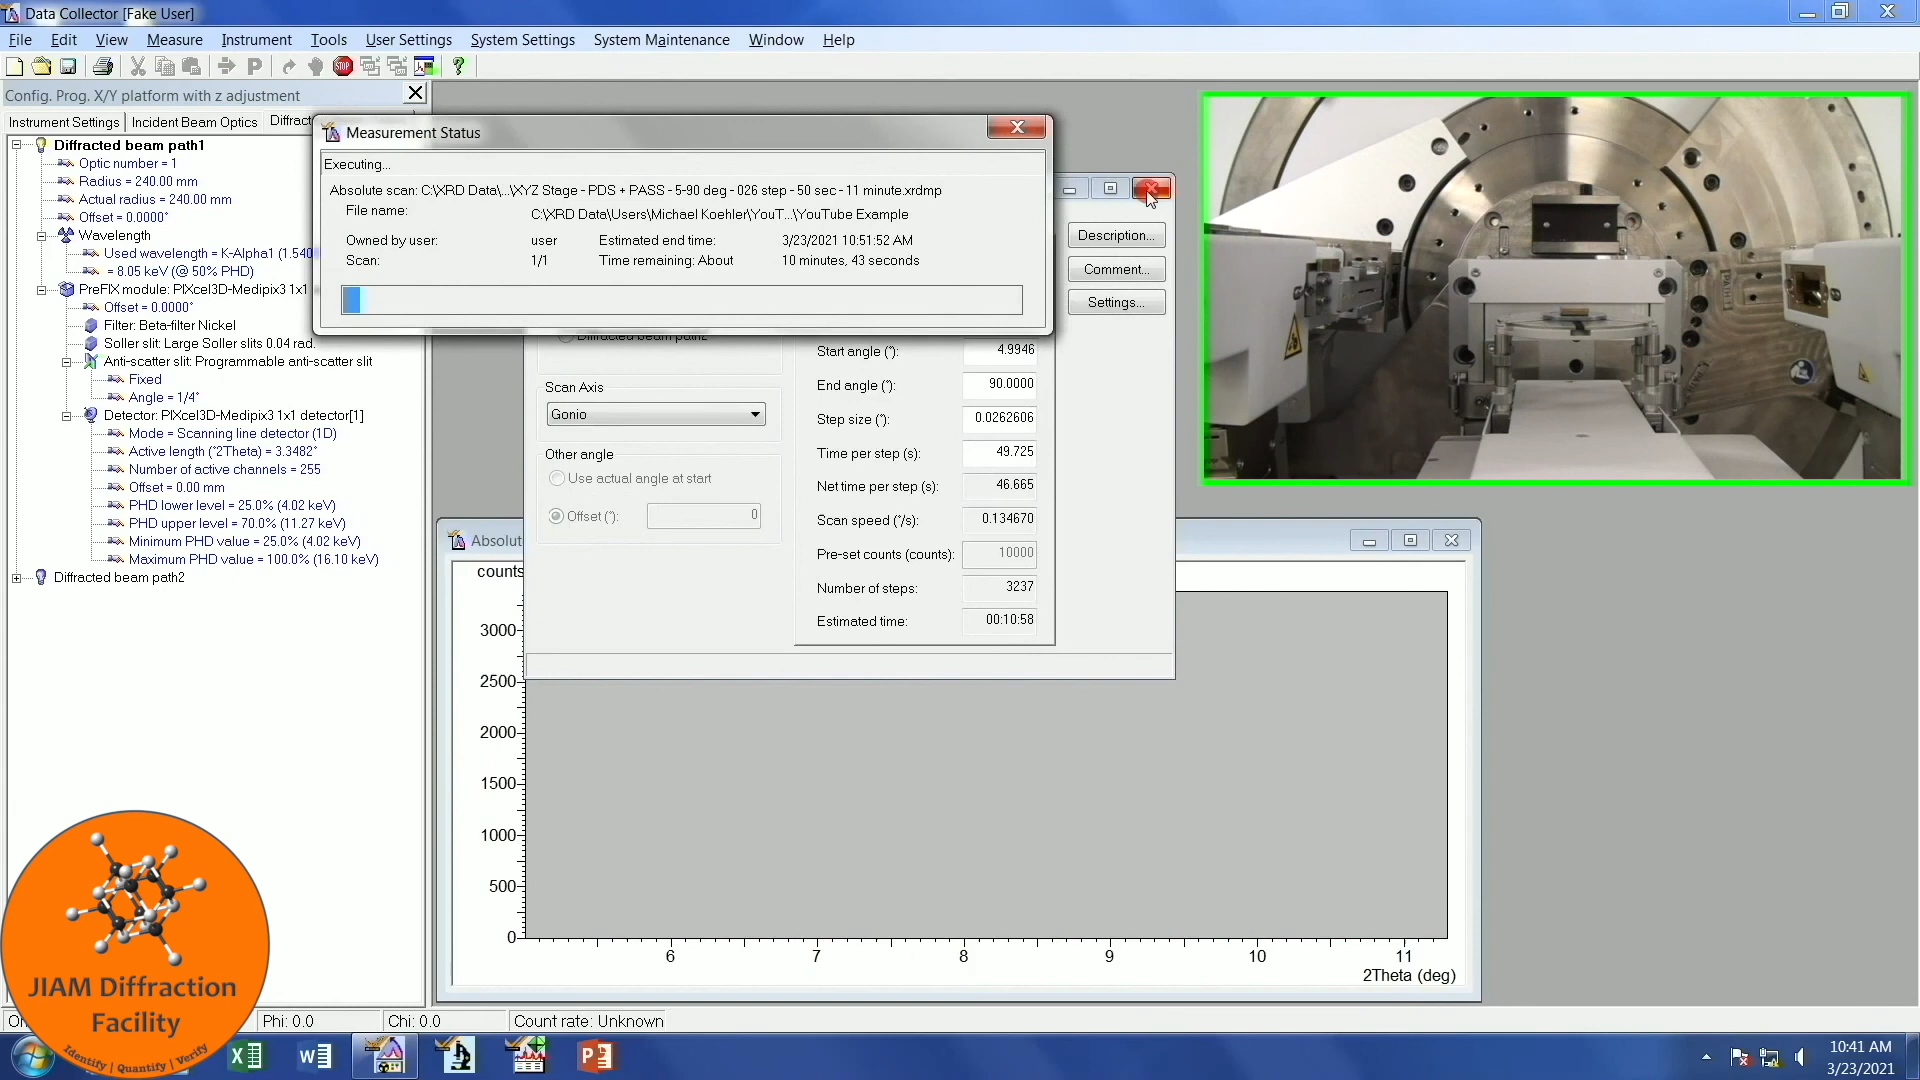 Data Collector [Fake User]
File Edit View Measure Instrument Tools User Settings System Settings System Maintenance Window Help
Config. Prog. X/Y platform with z adjustment
Instrument Settings Incident Beam Optics Diffract
Diffracted beam path1
Optic number = 1
Radius = 240.00 mm
Actual radius = 240.00 mm
Offset = 0.0000°
Wavelength
Used wavelength = K-Alpha1 (1.540
= 8.05 keV (@ 50% PHD)
PreFIX module: PIXcel3D-Medipix3 1x1
Offset = 0.0000°
Filter: Beta-filter Nickel
Soller slit: Large Soller slits 0.04 rad.
Anti-scatter slit: Programmable anti-scatter slit
Fixed
Angle = 1/4°
Detector: PIXcel3D-Medipix3 1x1 detector[1]
Mode = Scanning line detector (1D)
Active length (°2Theta) = 3.3482°
Number of active channels = 255
Offset = 0.00 mm
PHD lower level = 25.0% (4.02 keV)
PHD upper level = 70.0% (11.27 keV)
Minimum PHD value = 25.0% (4.02 keV)
Maximum PHD value = 100.0% (16.10 keV)
Diffracted beam path2
Measurement Status
Executing...
Absolute scan: C:\XRD Data\...\XYZ Stage - PDS + PASS - 5-90 deg - 026 step - 50 sec - 11 minute.xrdmp
File name: C:\XRD Data\Users\Michael Koehler\YouT...\YouTube Example
Owned by user: user Estimated end time: 3/23/2021 10:51:52 AM
Scan: 1/1 Time remaining: About 10 minutes, 43 seconds
Description...
Comment...
Settings...
Diffracted beam path2
Scan Axis
Gonio
Other angle
Use actual angle at start
Offset (°): 0
Start angle (°): 4.9946
End angle (°): 90.0000
Step size (°): 0.0262606
Time per step (s): 49.725
Net time per step (s): 46.665
Scan speed (°/s): 0.134670
Pre-set counts (counts): 10000
Number of steps: 3237
Estimated time: 00:10:58
Absolut
counts
3000
2500
2000
1500
1000
500
0
6 7 8 9 10 11
2Theta (deg)
JIAM Diffraction
Facility
Identify | Quantify | Verify
Phi: 0.0 Chi: 0.0 Count rate: Unknown
10:41 AM
3/23/2021